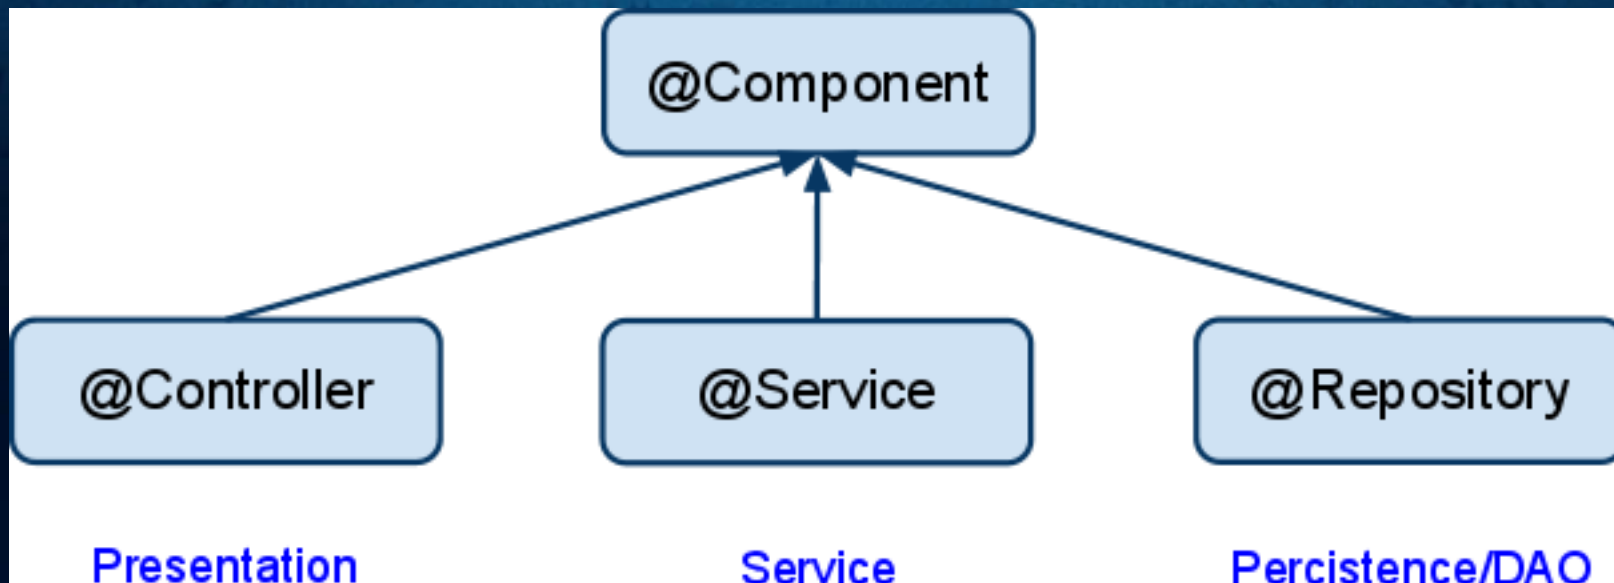 @Component
@Controller
@Service
@Repository
Presentation
Service
Percistence/DAO